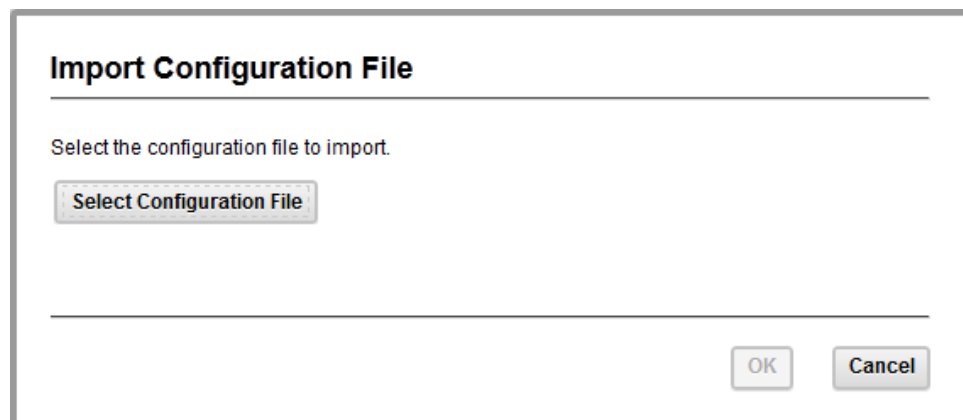 Import Configuration File
Select the configuration file to import.
Select Configuration File
OK Cancel